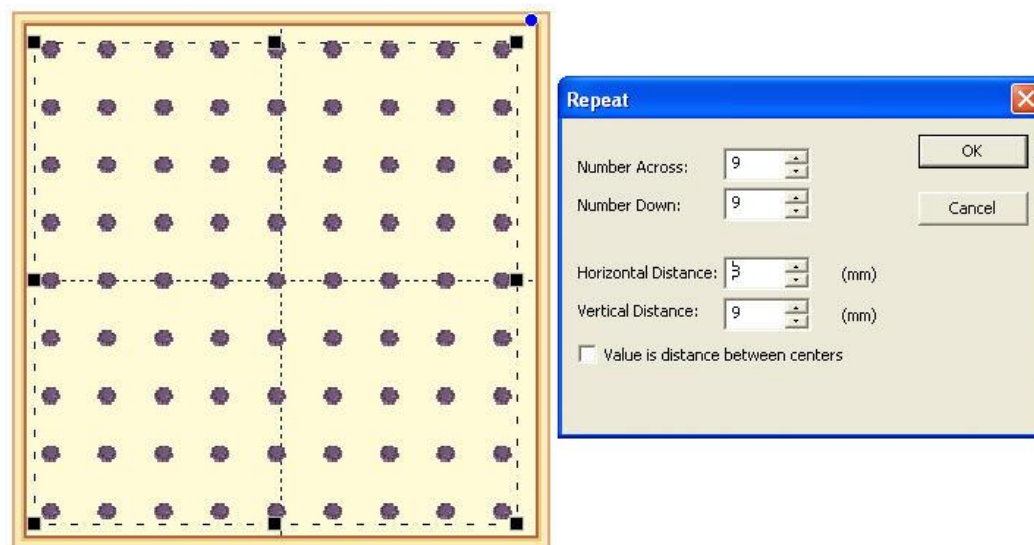 Repeat
Number Across: 9
OK
Number Down: 9
Cancel
Horizontal Distance: (mm)
Vertical Distance: 9 (mm)
Value is distance between centers